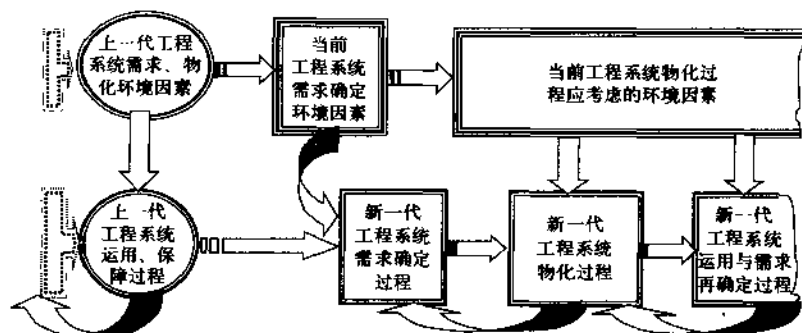 上一代工程
系统需求、物
化环境因素
当前
工程系统
需求确定
环境因素
当前工程系统物化过
程应考虑的环境因素
上一代
工程系统
运用、保
障过程
新一代
工程系统
需求确定
过程
新一代
工程系统
物化过程
新一代
工程系统
运用与需求
再确定过程